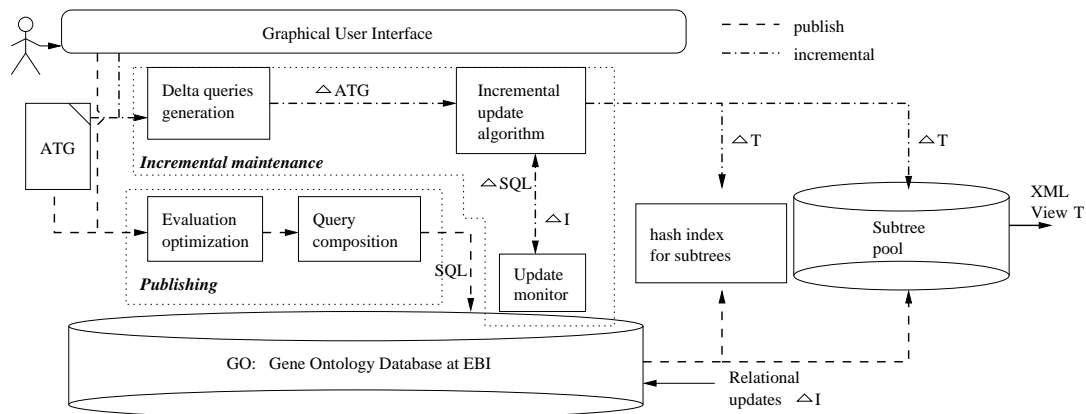 Graphical User Interface
publish
incremental
Delta queries
generation
△ ATG
Incremental
update
algorithm
ATG
Incremental maintenance
△ T
△ T
△ SQL
△ I
XML
View T
Evaluation
optimization
Query
composition
SQL
Publishing
Update
monitor
hash index
for subtrees
Subtree
pool
GO: Gene Ontology Database at EBI
Relational
updates △ I